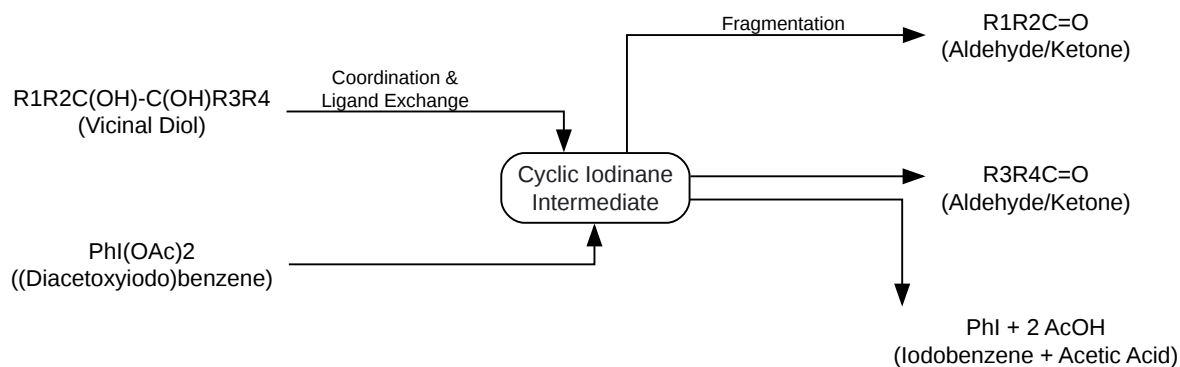 Fragmentation
R1R2C=O
(Aldehyde/Ketone)
R1R2C(OH)-C(OH)R3R4
(Vicinal Diol)
Coordination &
Ligand Exchange
Cyclic Iodinane
Intermediate
R3R4C=O
(Aldehyde/Ketone)
PhI(OAc)2
((Diacetoxyiodo)benzene)
PhI + 2 AcOH
(Iodobenzene + Acetic Acid)